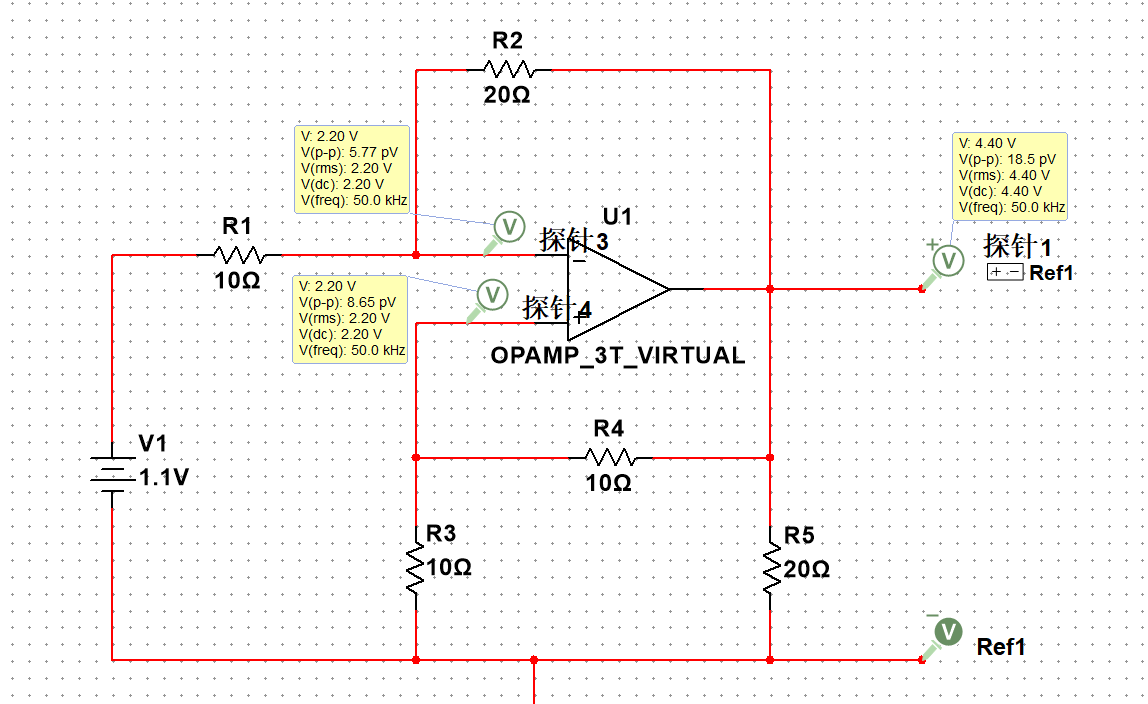 R2
20Ω
V: 2.20 V
V(p-p): 5.77 pV
V(rms): 2.20 V
V(dc): 2.20 V
V(freq): 50.0 kHz
V: 4.40 V
V(p-p): 18.5 pV
V(rms): 4.40 V
V(dc): 4.40 V
V(freq): 50.0 kHz
R1
10Ω
V
探针3
U1
V
探针1
Ref1
V: 2.20 V
V(p-p): 8.65 pV
V(rms): 2.20 V
V(dc): 2.20 V
V(freq): 50.0 kHz
V
探针4
OPAMP_3T_VIRTUAL
V1
1.1V
R4
10Ω
R3
10Ω
R5
20Ω
V
Ref1